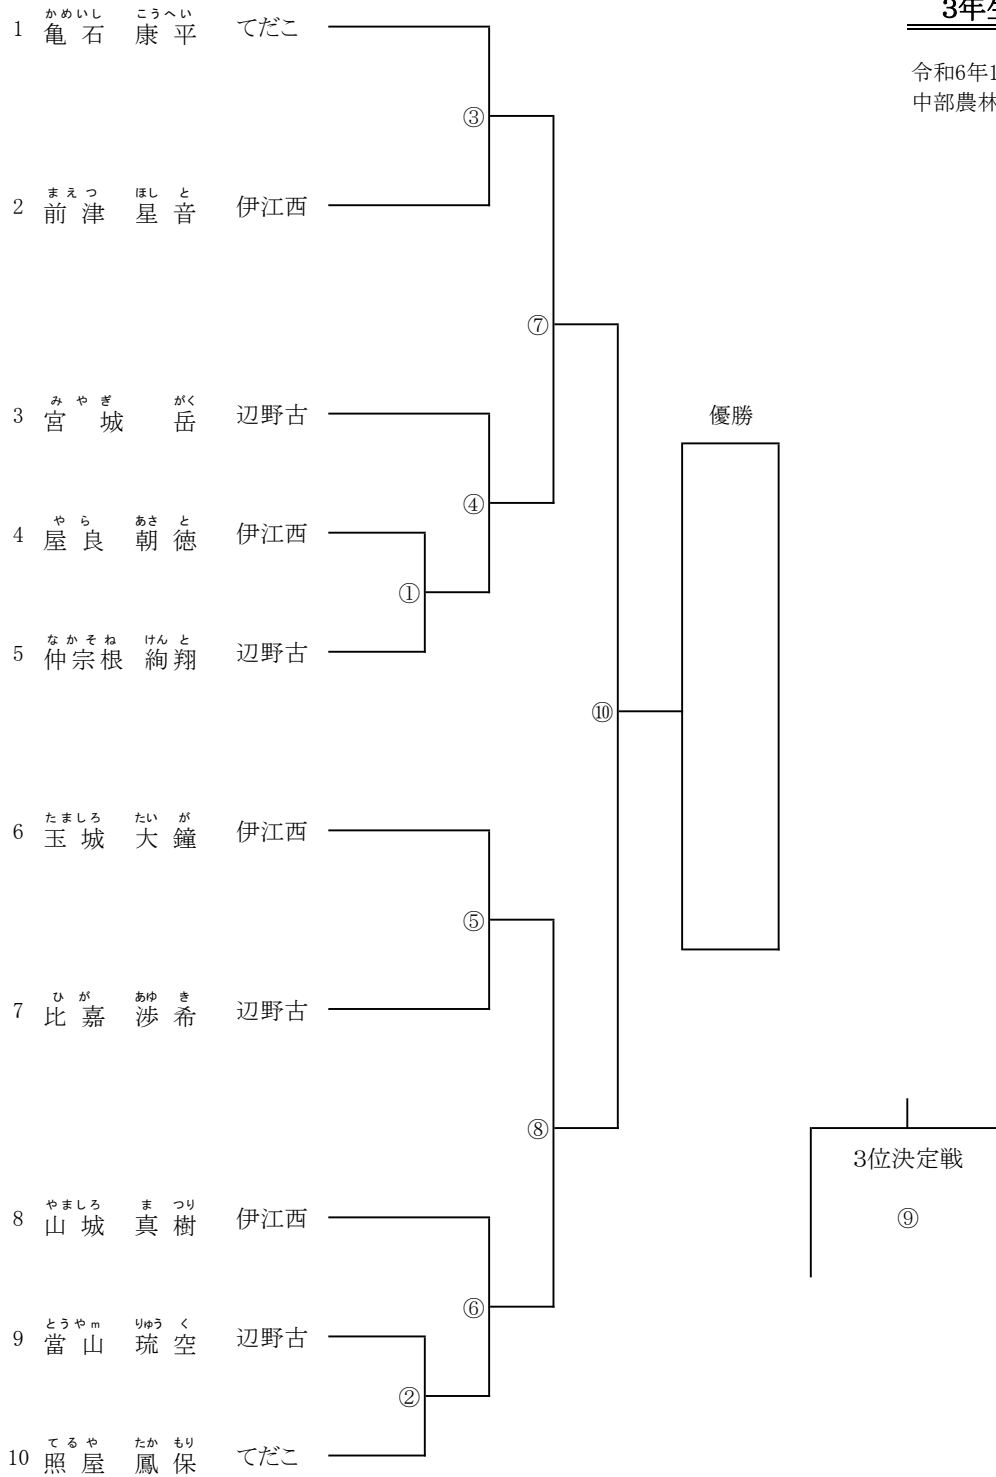 3年生
令和6年1
中部農林
かめいし こうへい
1 亀石 康平 てだこ
③
まえつ ほしと
2 前津 星音 伊江西
⑦
みやぎ がく
3 宮城 岳 辺野古
優勝
④
やら あさと
4 屋良 朝徳 伊江西
①
なかそね けんと
5 仲宗根 絢翔 辺野古
⑩
たましろ たいが
6 玉城 大鐘 伊江西
⑤
ひが あゆき
7 比嘉 渉希 辺野古
⑧
3位決定戦
やましろ まつり
8 山城 真樹 伊江西
⑨
⑥
とうやm りゅうく
9 當山 琉空 辺野古
②
てるや たかもり
10 照屋 鳳保 てだこ